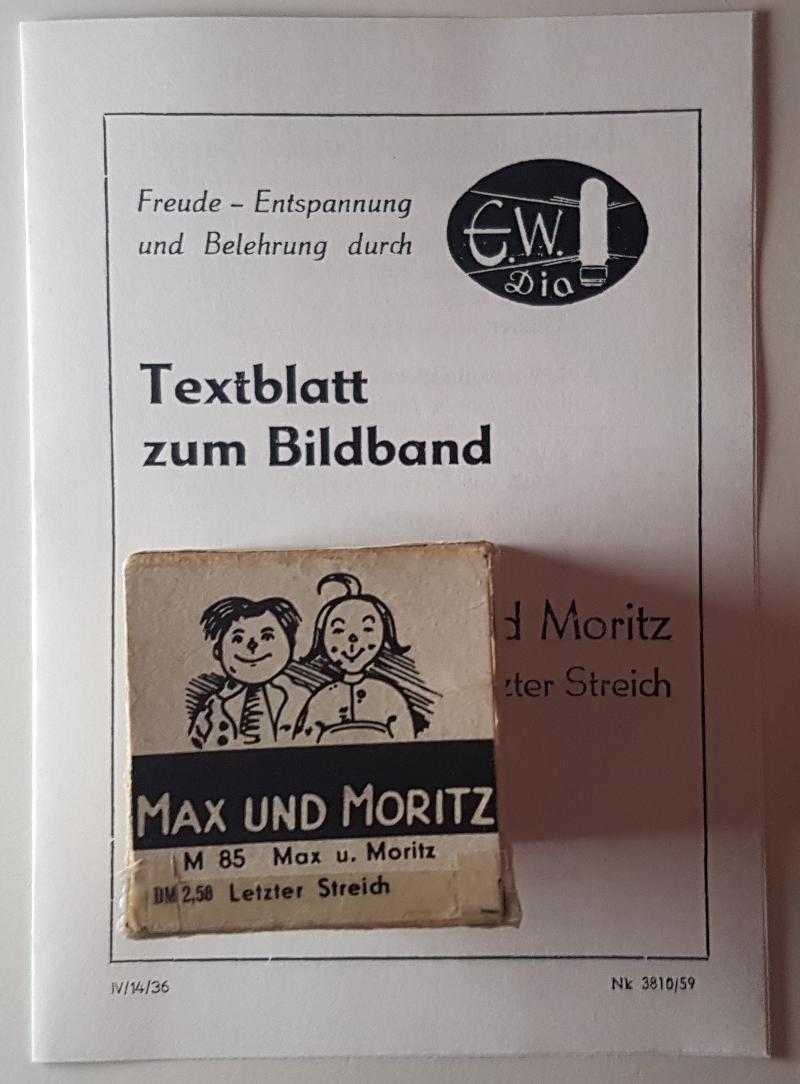 Freude – Entspannung
und Belehrung durch
E.W.
Dia
Textblatt
zum Bildband
Moritz
Streich
MAX UND MORITZ
M 85 Max u. Moritz
DM 2,50 Letzter Streich
IV/14/36
Nk 3810/59